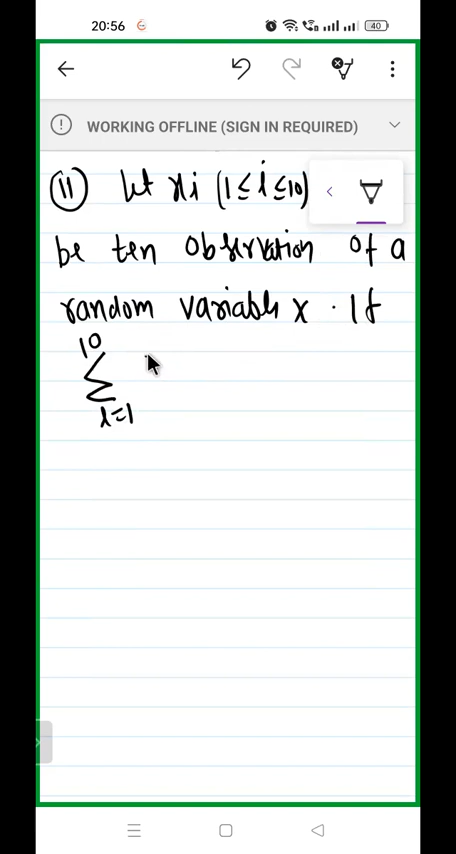 20:56 40
WORKING OFFLINE (SIGN IN REQUIRED)
11 Let xi (1≤i≤10)
be ten observation of a
random variable x . If
10
∑
i=1